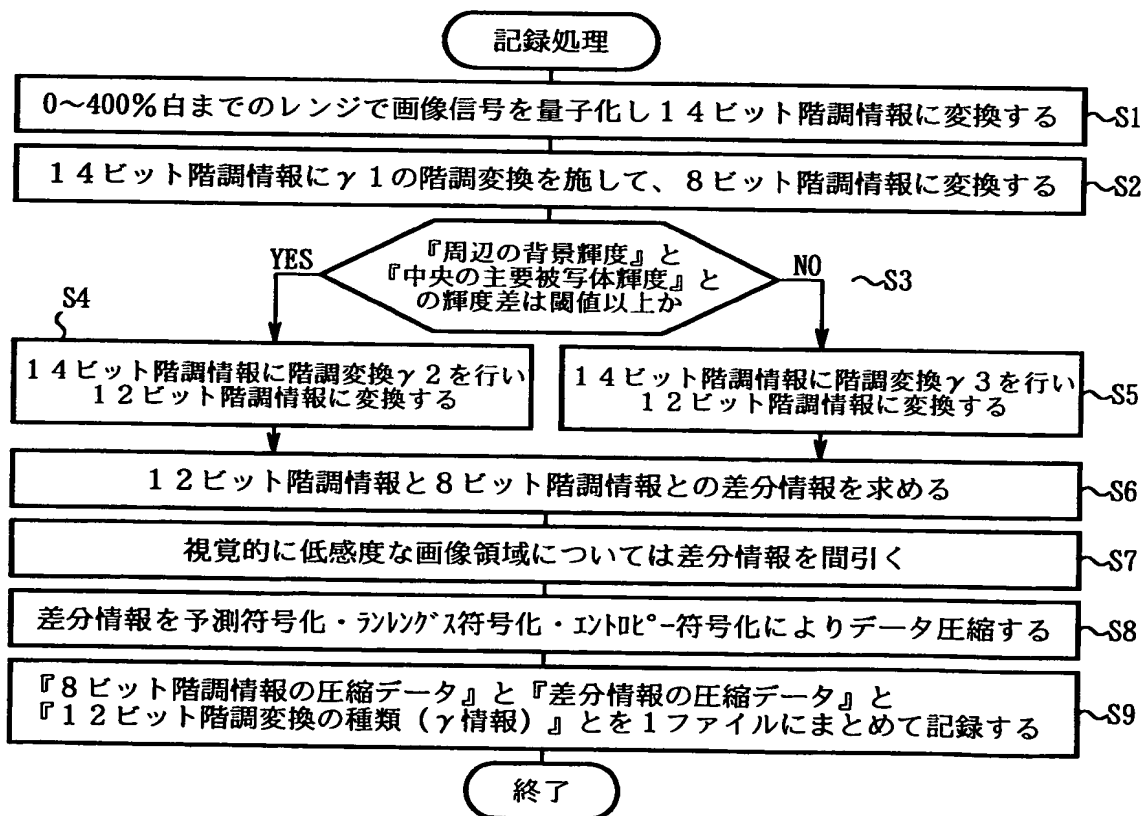 記録処理
0～400%白までのレンジで画像信号を量子化し14ビット階調情報に変換する
~S1
14ビット階調情報にγ1の階調変換を施して、8ビット階調情報に変換する
~S2
『周辺の背景輝度』と
『中央の主要被写体輝度』と
の輝度差は閾値以上か
YES
NO
~S3
S4
14ビット階調情報に階調変換γ2を行い
12ビット階調情報に変換する
14ビット階調情報に階調変換γ3を行い
12ビット階調情報に変換する
~S5
12ビット階調情報と8ビット階調情報との差分情報を求める
~S6
視覚的に低感度な画像領域については差分情報を間引く
~S7
差分情報を予測符号化・ﾗﾝﾚﾝｸﾞｽ符号化・ｴﾝﾄﾛﾋﾟｰ符号化によりデータ圧縮する
~S8
『8ビット階調情報の圧縮データ』と『差分情報の圧縮データ』と
『12ビット階調変換の種類（γ情報）』とを1ファイルにまとめて記録する
~S9
終了